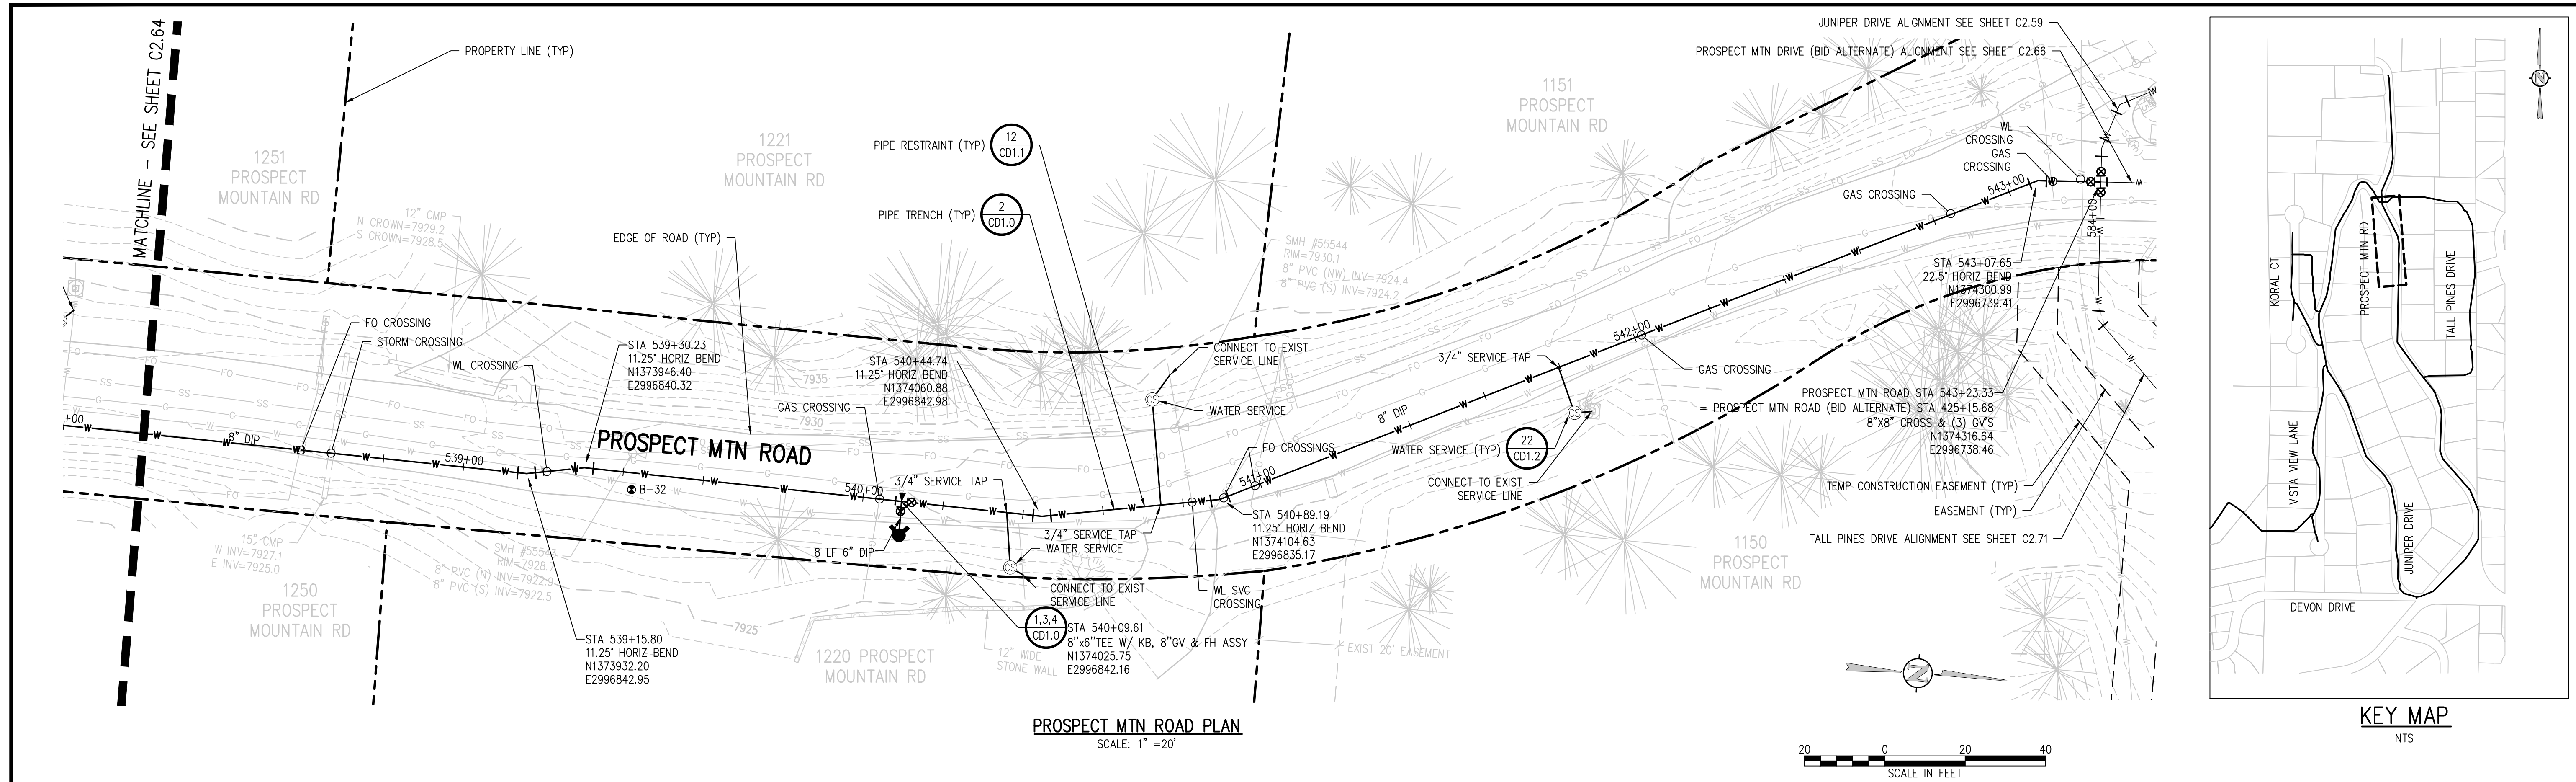 MATCHLINE - SEE SHEET C2.64
PROPERTY LINE (TYP)
1251
PROSPECT
MOUNTAIN RD
12" CMP
N CROWN=7929.2
S CROWN=7928.5
EDGE OF ROAD (TYP)
1221
PROSPECT
MOUNTAIN RD
PIPE RESTRAINT (TYP)
12
CD1.1
PIPE TRENCH (TYP)
2
CD1.0
SMH #55544
RIM=7930.1
8" PVC (NW) INV=7924.4
8" PVC (S) INV=7924.2
1151
PROSPECT
MOUNTAIN RD
JUNIPER DRIVE ALIGNMENT SEE SHEET C2.59
PROSPECT MTN DRIVE (BID ALTERNATE) ALIGNMENT SEE SHEET C2.66
WL
CROSSING
GAS
CROSSING
GAS CROSSING
543+00
584+00
STA 543+07.65
22.5° HORIZ BEND
N1374300.99
E2996739.41
FO CROSSING
STORM CROSSING
WL CROSSING
STA 539+30.23
11.25° HORIZ BEND
N1373946.40
E2996840.32
7935
7930
GAS CROSSING
STA 540+44.74
11.25° HORIZ BEND
N1374060.88
E2996842.98
CONNECT TO EXIST
SERVICE LINE
CS
WATER SERVICE
3/4" SERVICE TAP
542+00
GAS CROSSING
8" DIP
CS
PROSPECT MTN ROAD STA 543+23.33
= PROSPECT MTN ROAD (BID ALTERNATE) STA 425+15.68
8"X8" CROSS & (3) GV'S
N1374316.64
E2996738.46
+00
8" DIP
539+00
PROSPECT MTN ROAD
B-32
540+00
3/4" SERVICE TAP
FO CROSSINGS
541+00
WATER SERVICE (TYP)
22
CD1.2
CONNECT TO EXIST
SERVICE LINE
TEMP CONSTRUCTION EASEMENT (TYP)
EASEMENT (TYP)
TALL PINES DRIVE ALIGNMENT SEE SHEET C2.71
STA 540+89.19
11.25° HORIZ BEND
N1374104.63
E2996835.17
3/4" SERVICE TAP
WATER SERVICE
CS
8 LF 6" DIP
15" CMP
W INV=7927.1
E INV=7925.0
8" PVC (S) INV=7922.5
CONNECT TO EXIST
SERVICE LINE
WL SVC
CROSSING
1250
PROSPECT
MOUNTAIN RD
7925
1,3,4
CD1.0
STA 540+09.61
8"x6"TEE W/ KB, 8"GV & FH ASSY
N1374025.75
E2996842.16
STA 539+15.80
11.25° HORIZ BEND
N1373932.20
E2996842.95
1220 PROSPECT
MOUNTAIN RD
12" WIDE
STONE WALL
EXIST 20' EASEMENT
1150
PROSPECT
MOUNTAIN RD
N
PROSPECT MTN ROAD PLAN
SCALE: 1" =20'
20 0 20 40
SCALE IN FEET
N
KORAL CT
PROSPECT MTN RD
TALL PINES DRIVE
VISTA VIEW LANE
JUNIPER DRIVE
DEVON DRIVE
KEY MAP
NTS